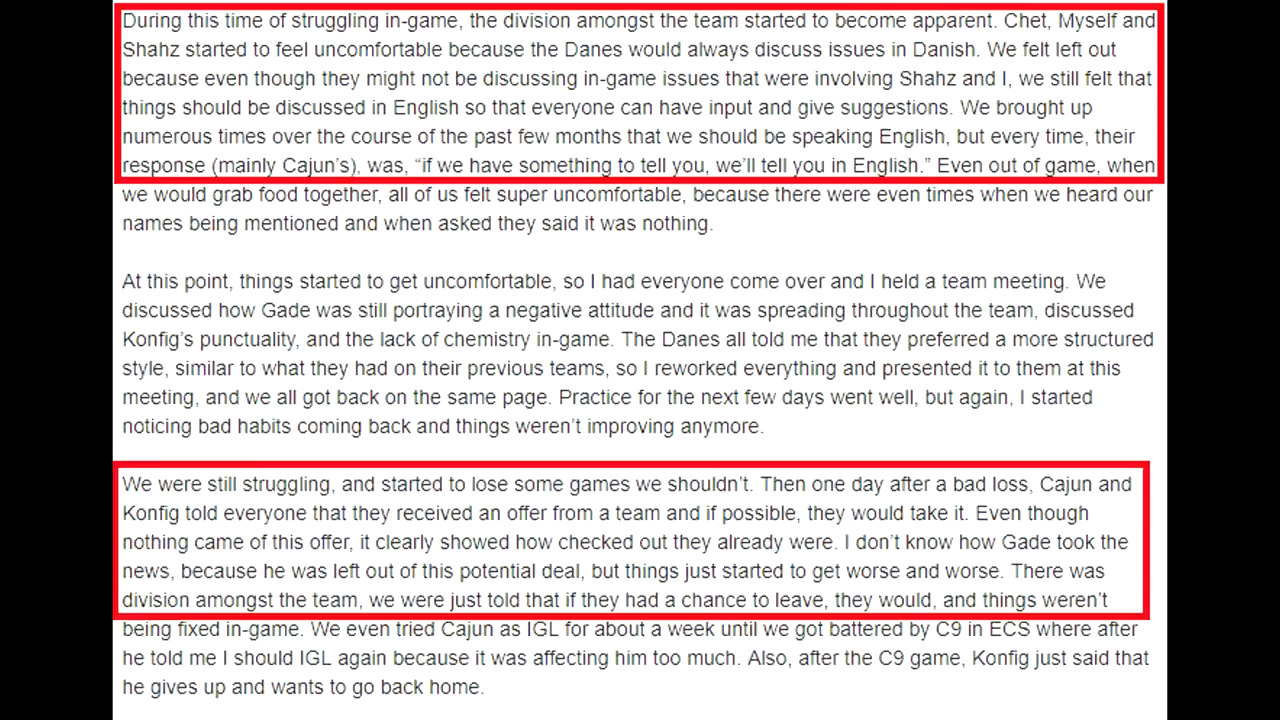 During this time of struggling in-game, the division amongst the team started to become apparent. Chet, Myself and
Shahz started to feel uncomfortable because the Danes would always discuss issues in Danish. We felt left out
because even though they might not be discussing in-game issues that were involving Shahz and I, we still felt that
things should be discussed in English so that everyone can have input and give suggestions. We brought up
numerous times over the course of the past few months that we should be speaking English, but every time, their
response (mainly Cajun’s), was, “if we have something to tell you, we’ll tell you in English.” Even out of game, when
we would grab food together, all of us felt super uncomfortable, because there were even times when we heard our
names being mentioned and when asked they said it was nothing.
At this point, things started to get uncomfortable, so I had everyone come over and I held a team meeting. We
discussed how Gade was still portraying a negative attitude and it was spreading throughout the team, discussed
Konfig’s punctuality, and the lack of chemistry in-game. The Danes all told me that they preferred a more structured
style, similar to what they had on their previous teams, so I reworked everything and presented it to them at this
meeting, and we all got back on the same page. Practice for the next few days went well, but again, I started
noticing bad habits coming back and things weren’t improving anymore.
We were still struggling, and started to lose some games we shouldn’t. Then one day after a bad loss, Cajun and
Konfig told everyone that they received an offer from a team and if possible, they would take it. Even though
nothing came of this offer, it clearly showed how checked out they already were. I don’t know how Gade took the
news, because he was left out of this potential deal, but things just started to get worse and worse. There was
division amongst the team, we were just told that if they had a chance to leave, they would, and things weren’t
being fixed in-game. We even tried Cajun as IGL for about a week until we got battered by C9 in ECS where after
he told me I should IGL again because it was affecting him too much. Also, after the C9 game, Konfig just said that
he gives up and wants to go back home.